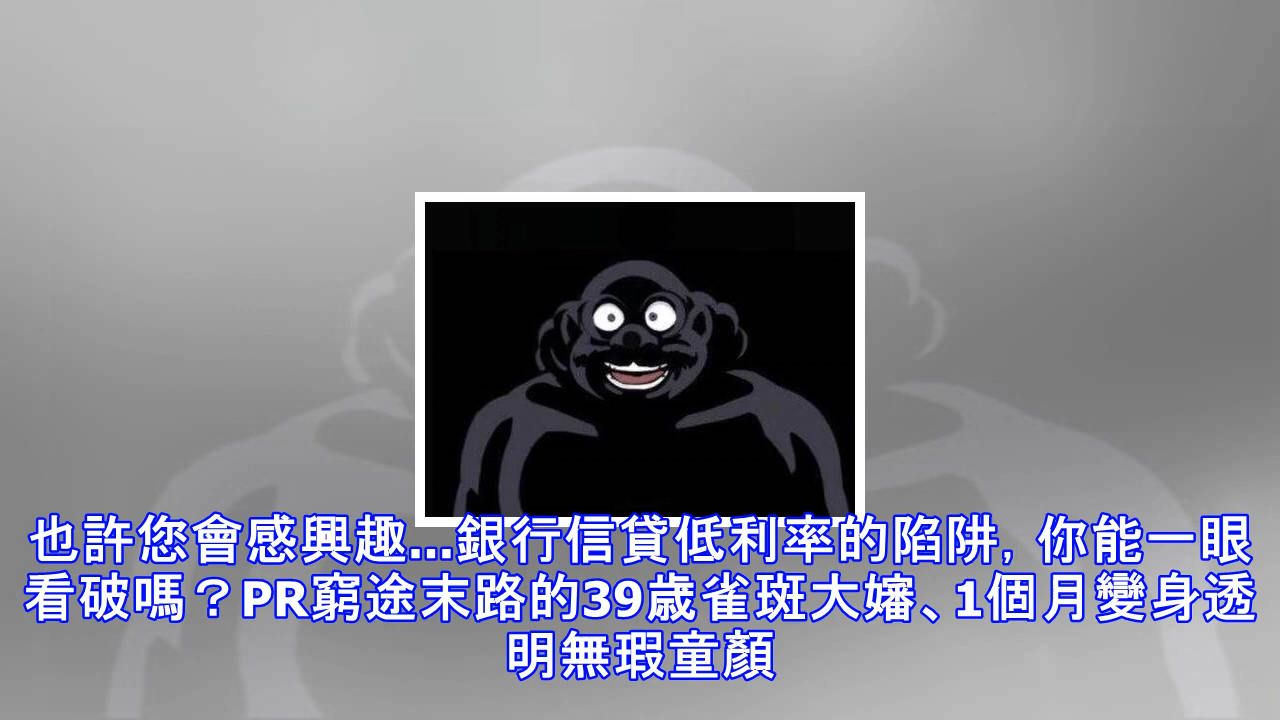 也許您會感興趣...銀行信貸低利率的陷阱, 你能一眼
看破嗎？PR窮途末路的39歳雀斑大嬸、1個月變身透
明無瑕童顏